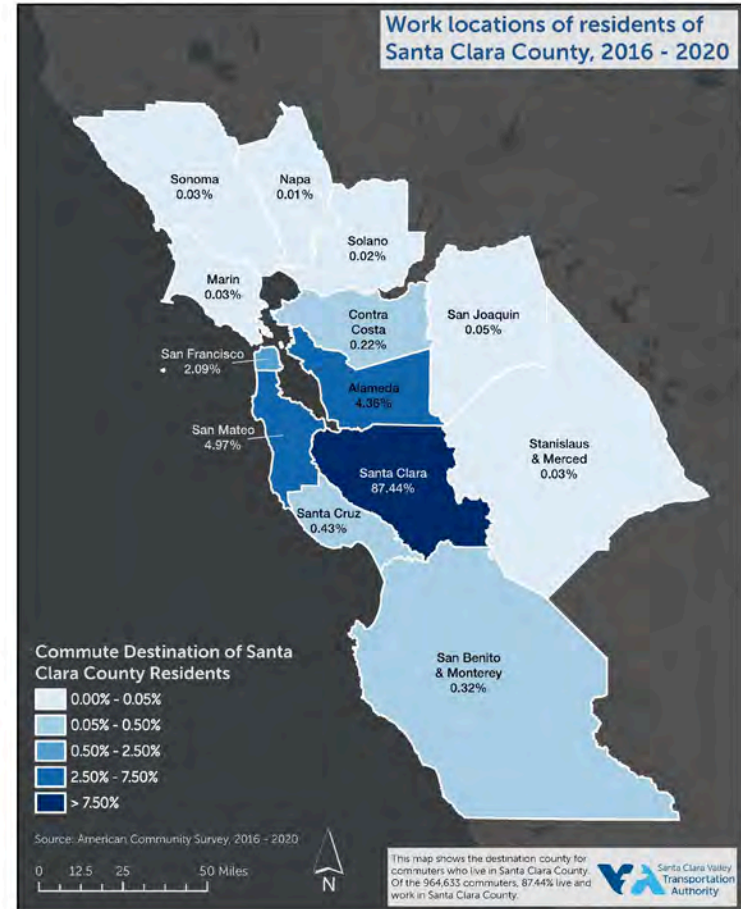 Work locations of residents of
Santa Clara County, 2016 - 2020
Sonoma
0.03%
Napa
0.01%
Solano
0.02%
Marin
0.03%
Contra
Costa
0.22%
San Joaquin
0.05%
San Francisco
2.09%
Alameda
4.36%
San Mateo
4.97%
Stanislaus
& Merced
0.03%
Santa Clara
87.44%
Santa Cruz
0.43%
San Benito
& Monterey
0.32%
Commute Destination of Santa
Clara County Residents
0.00% - 0.05%
0.05% - 0.50%
0.50% - 2.50%
2.50% - 7.50%
> 7.50%
Source: American Community Survey, 2016 - 2020
0 12.5 25 50 Miles
N
This map shows the destination county for
commuters who live in Santa Clara County.
Of the 964,633 commuters, 87.44% live and
work in Santa Clara County.
Santa Clara Valley
Transportation
Authority